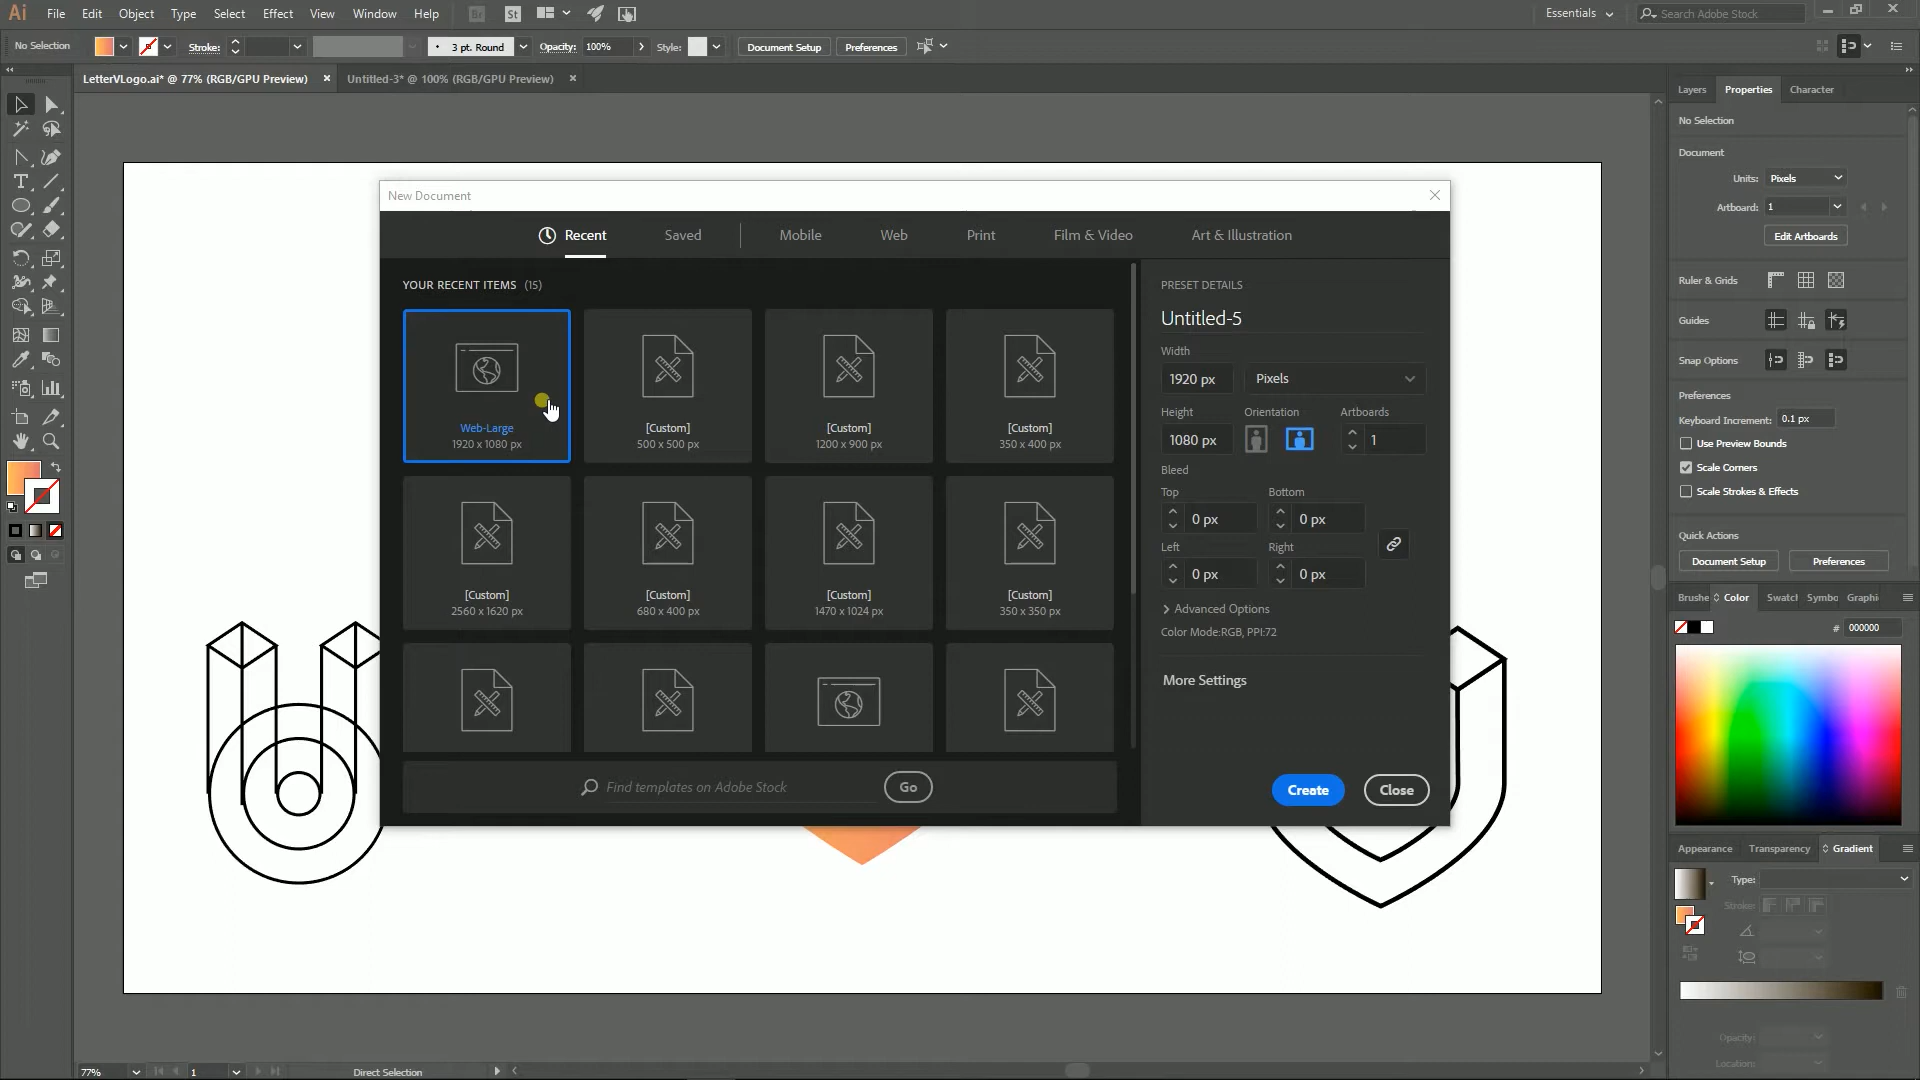 Ai File Edit Object Type Select Effect View Window Help Br St Essentials Search Adobe Stock
No Selection Stroke: 3 pt. Round Opacity: 100% Style: Document Setup Preferences
LetterVLogo.ai* @ 77% (RGB/GPU Preview) × Untitled-3* @ 100% (RGB/GPU Preview) ×
Layers Properties Character
No Selection
Document
Units: Pixels
Artboard: 1
Edit Artboards
Ruler & Grids
Guides
Snap Options
Preferences
Keyboard Increment: 0.1 px
Use Preview Bounds
Scale Corners
Scale Strokes & Effects
Quick Actions
Document Setup Preferences
New Document
Recent Saved Mobile Web Print Film & Video Art & Illustration
YOUR RECENT ITEMS (15)
Web-Large
1920 x 1080 px
[Custom]
500 x 500 px
[Custom]
1200 x 900 px
[Custom]
350 x 400 px
[Custom]
2560 x 1620 px
[Custom]
680 x 400 px
[Custom]
1470 x 1024 px
[Custom]
350 x 350 px
Find templates on Adobe Stock Go
PRESET DETAILS
Untitled-5
Width
1920 px Pixels
Height Orientation Artboards
1080 px 1
Bleed
Top Bottom
0 px 0 px
Left Right
0 px 0 px
Advanced Options
Color Mode:RGB, PPI:72
More Settings
Create Close
Brushe Color Swatch Symbo Graphi
# 000000
Appearance Transparency Gradient
Type:
Stroke:
Opacity:
Location:
77% 1 Direct Selection